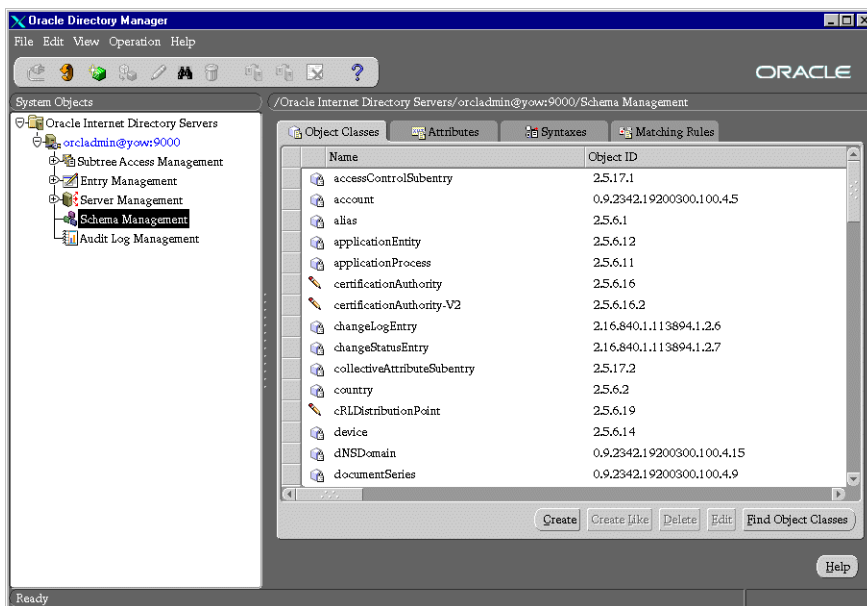 Oracle Directory Manager
File Edit View Operation Help
ORACLE
System Objects
/Oracle Internet Directory Servers/orcladmin@yow:9000/Schema Management
Oracle Internet Directory Servers
orcladmin@yow:9000
Subtree Access Management
Entry Management
Server Management
Schema Management
Audit Log Management
Object Classes Attributes Syntaxes Matching Rules
Name Object ID
accessControlSubentry 2.5.17.1
account 0.9.2342.19200300.100.4.5
alias 2.5.6.1
applicationEntity 2.5.6.12
applicationProcess 2.5.6.11
certificationAuthority 2.5.6.16
certificationAuthority-V2 2.5.6.16.2
changeLogEntry 2.16.840.1.113894.1.2.6
changeStatusEntry 2.16.840.1.113894.1.2.7
collectiveAttributeSubentry 2.5.17.2
country 2.5.6.2
cRLDistributionPoint 2.5.6.19
device 2.5.6.14
dNSDomain 0.9.2342.19200300.100.4.15
documentSeries 0.9.2342.19200300.100.4.9
Create Create Like Delete Edit Find Object Classes
Help
Ready